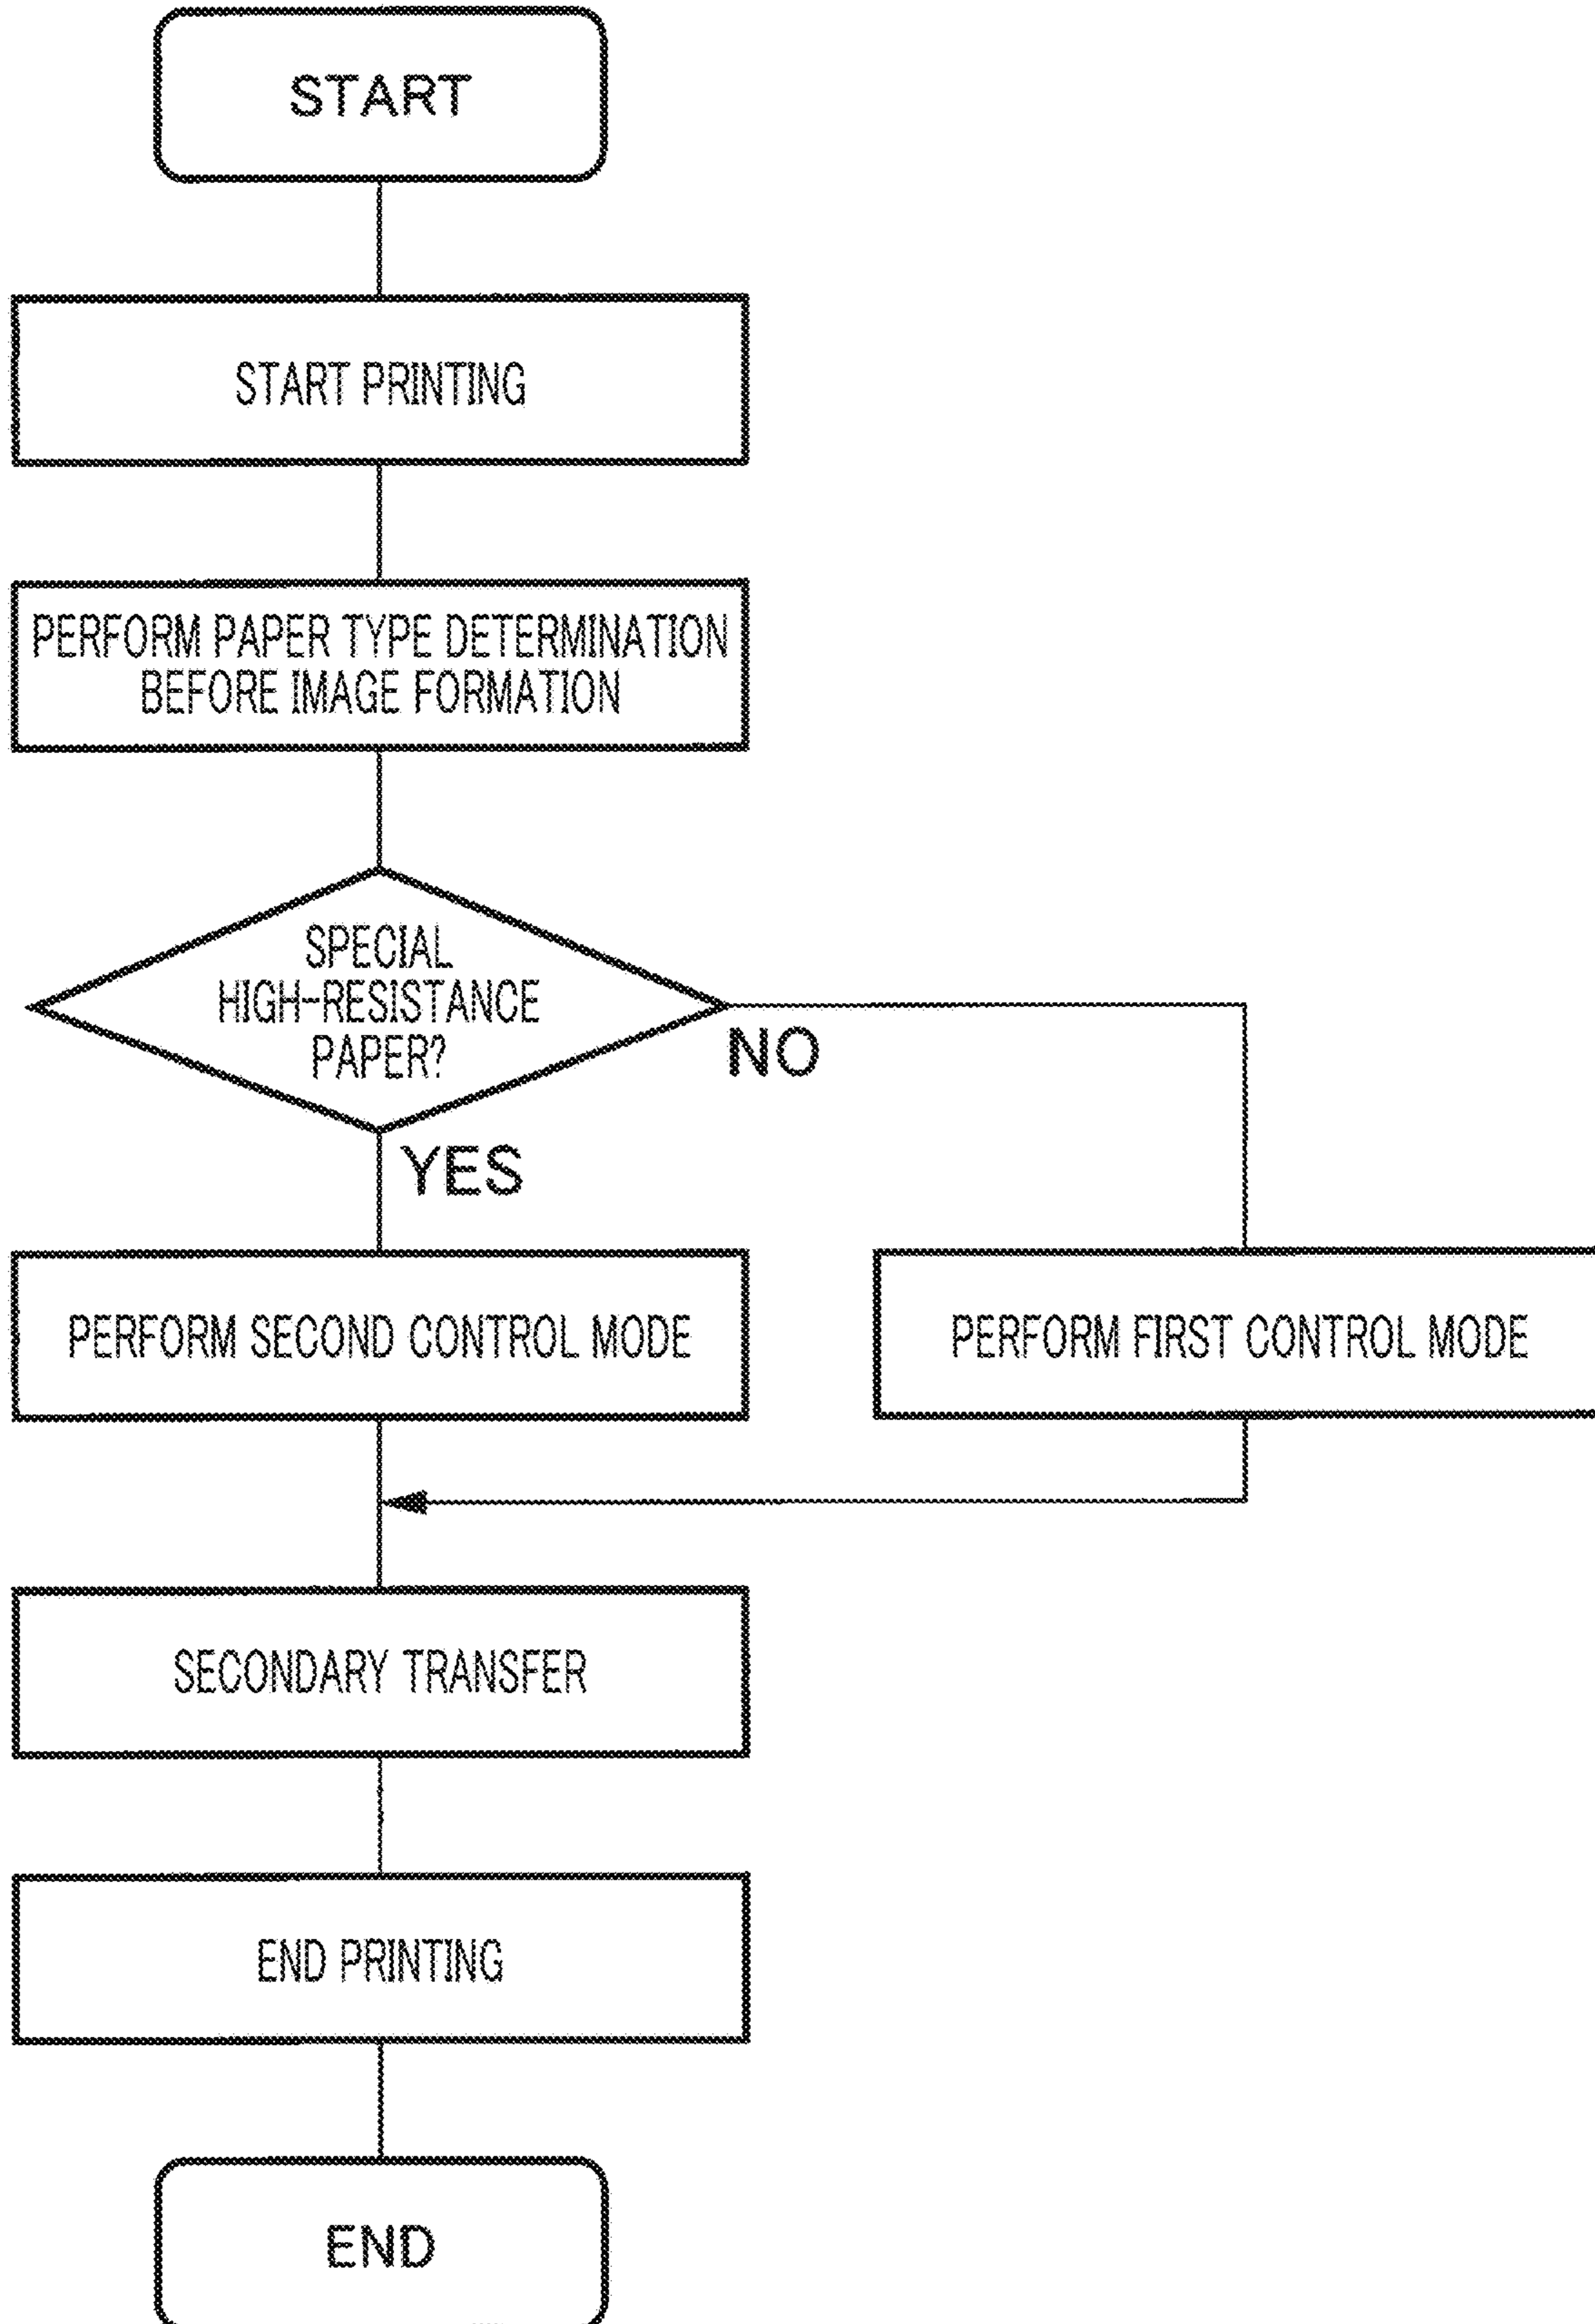 START
START PRINTING
PERFORM PAPER TYPE DETERMINATION
BEFORE IMAGE FORMATION
SPECIAL
HIGH-RESISTANCE
PAPER?
NO
YES
PERFORM SECOND CONTROL MODE
PERFORM FIRST CONTROL MODE
SECONDARY TRANSFER
END PRINTING
END